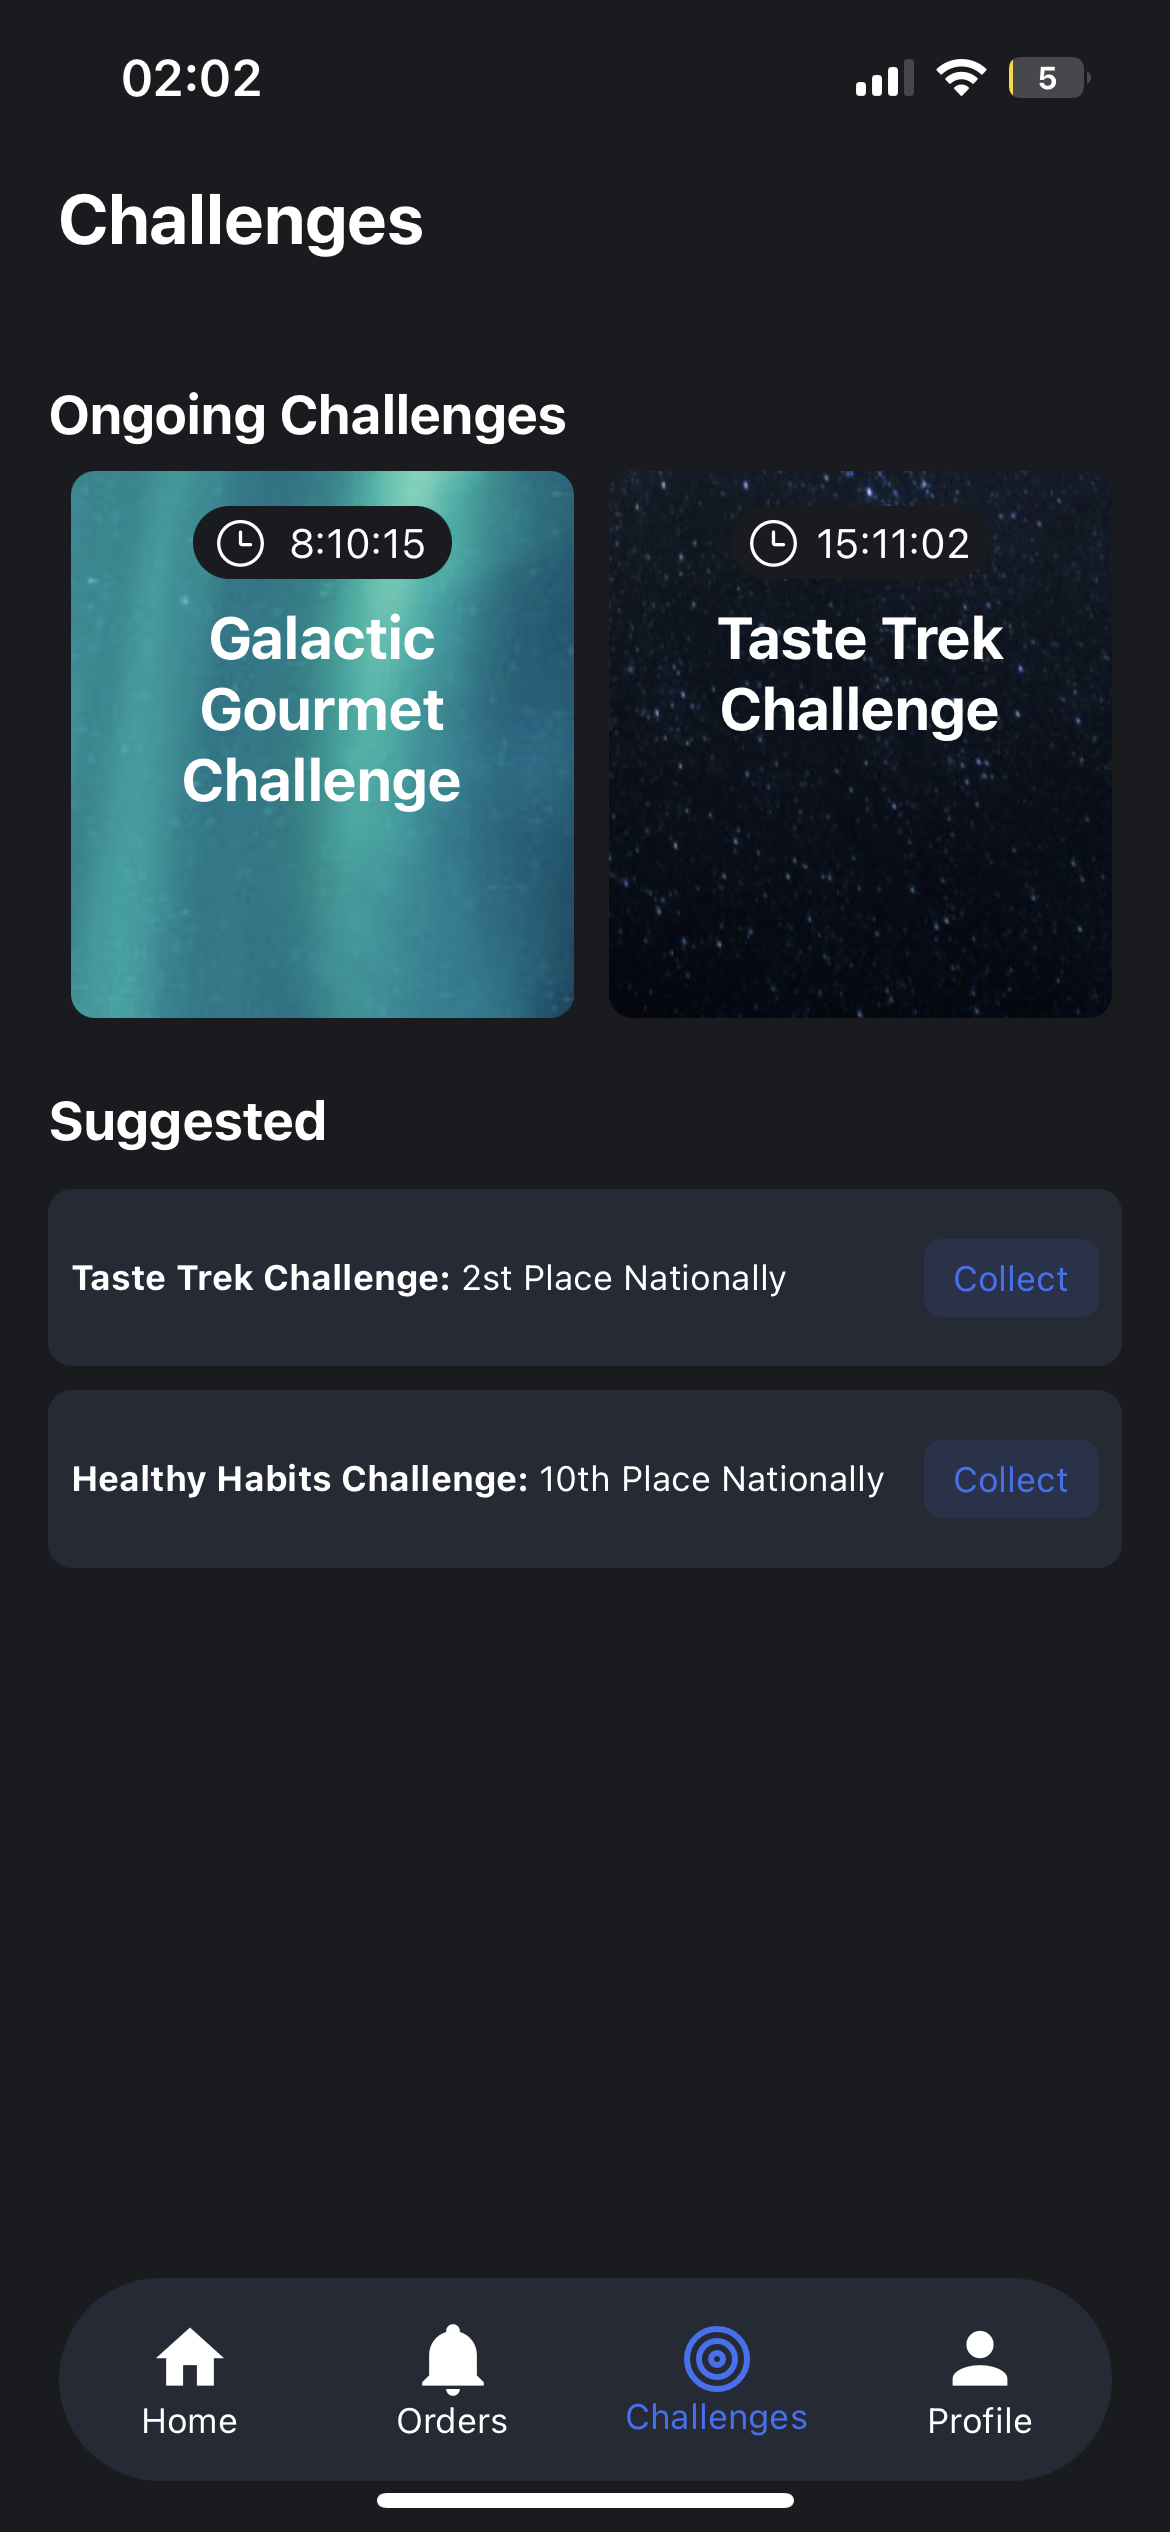 02:02
5
Challenges
Ongoing Challenges
8:10:15
Galactic
Gourmet
Challenge
15:11:02
Taste Trek
Challenge
Suggested
Taste Trek Challenge: 2st Place Nationally
Collect
Healthy Habits Challenge: 10th Place Nationally
Collect
Home
Orders
Challenges
Profile